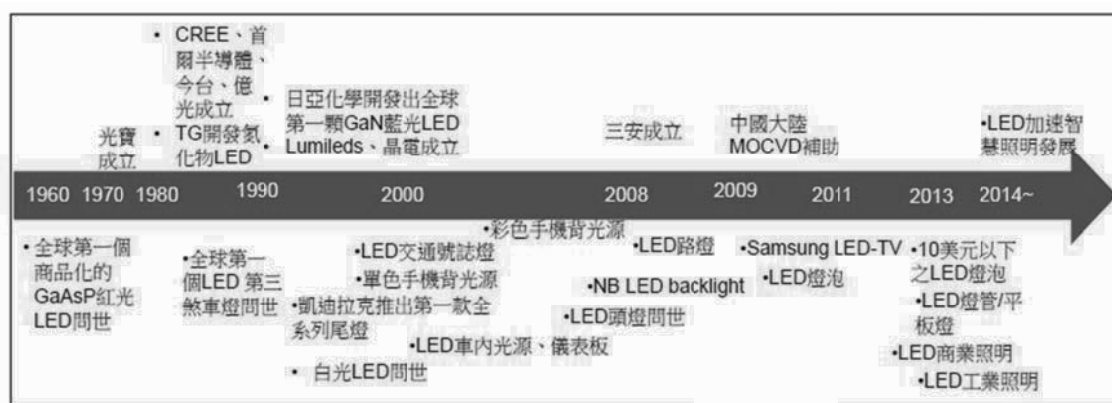 • CREE、首
爾半導體、
今台、億
光成立
• TG開發氮
化物LED
光寶
成立
• 日亞化學開發出全球
第一顆GaN藍光LED
• Lumileds、晶電成立
三安成立
中國大陸
MOCVD補助
•LED加速智
慧照明發展
1960 1970 1980 1990 2000 2008 2009 2011 2013 2014~
•全球第一個
商品化的
GaAsP紅光
LED問世
•全球第一
個LED 第三
煞車燈問世
•LED交通號誌燈
•單色手機背光源
•凱迪拉克推出第一款全
系列尾燈
•LED車內光源、儀表板
• 白光LED問世
•彩色手機背光源
•LED路燈
•NB LED backlight
•LED頭燈問世
•Samsung LED-TV
•LED燈泡
•10美元以下
之LED燈泡
•LED燈管/平
板燈
•LED商業照明
•LED工業照明